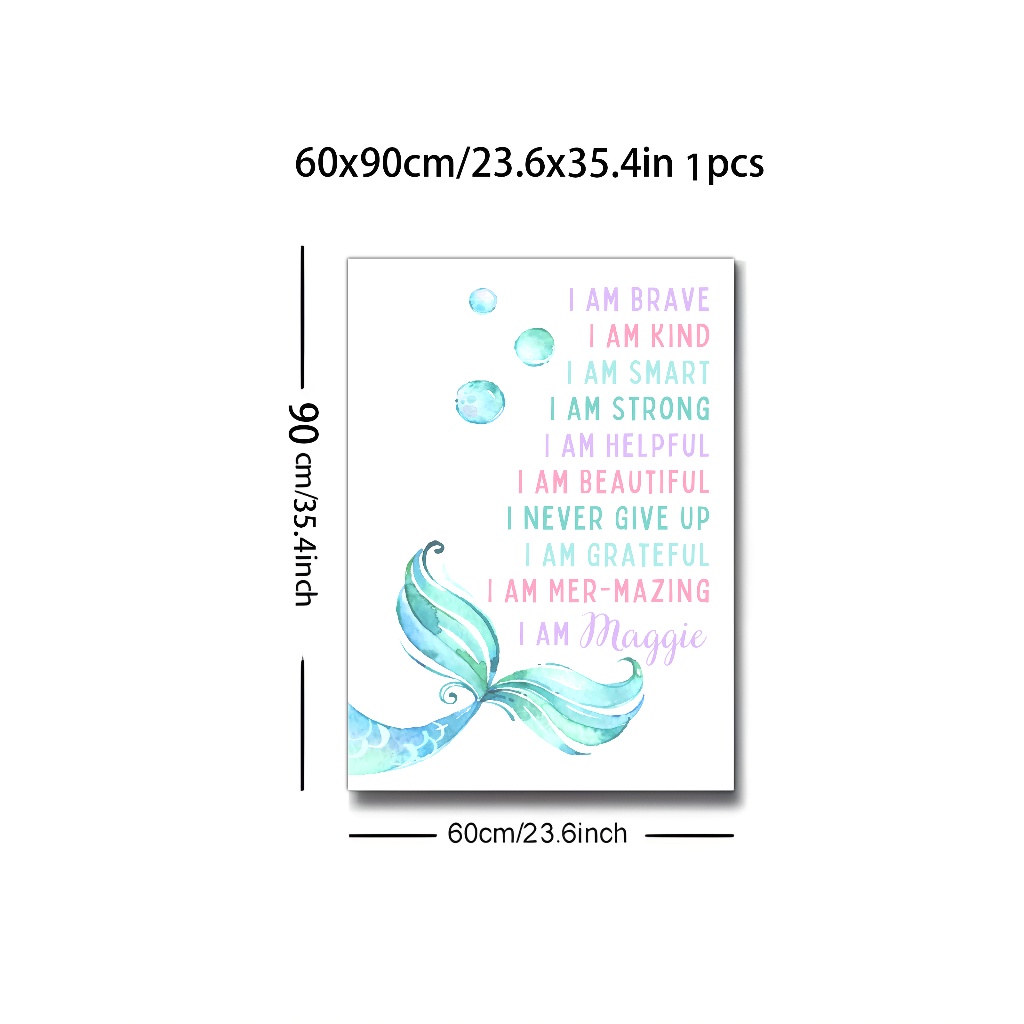 60x90cm/23.6x35.4in 1pcs
I AM BRAVE
I AM KIND
I AM SMART
I AM STRONG
I AM HELPFUL
I AM BEAUTIFUL
I NEVER GIVE UP
I AM GRATEFUL
I AM MER-MAZING
I AM Maggie
90 cm/35.4inch
60cm/23.6inch